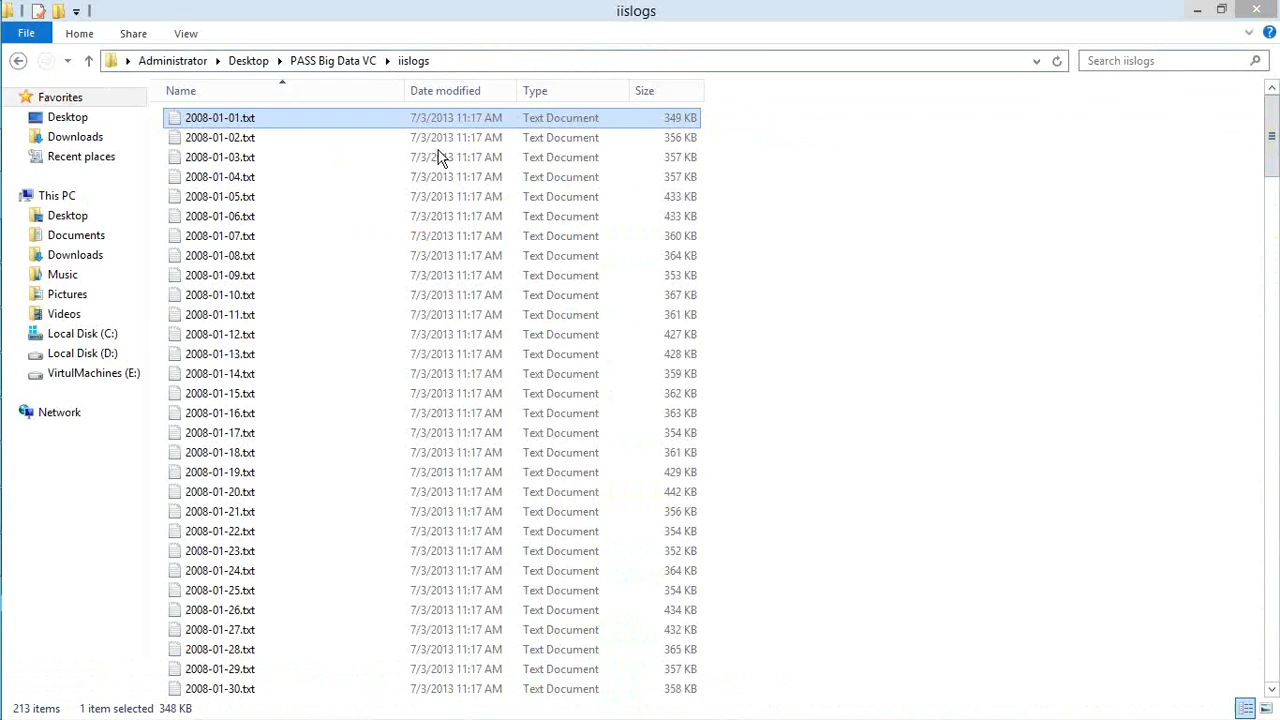 iislogs
File Home Share View
Administrator Desktop PASS Big Data VC iislogs Search iislogs
Name Date modified Type Size
Favorites
Desktop
Downloads
Recent places
This PC
Desktop
Documents
Downloads
Music
Pictures
Videos
Local Disk (C:)
Local Disk (D:)
VirtulMachines (E:)
Network
2008-01-01.txt 7/3/2013 11:17 AM Text Document 349 KB
2008-01-02.txt 7/3/2013 11:17 AM Text Document 356 KB
2008-01-03.txt 7/3/2013 11:17 AM Text Document 357 KB
2008-01-04.txt 7/3/2013 11:17 AM Text Document 357 KB
2008-01-05.txt 7/3/2013 11:17 AM Text Document 433 KB
2008-01-06.txt 7/3/2013 11:17 AM Text Document 433 KB
2008-01-07.txt 7/3/2013 11:17 AM Text Document 360 KB
2008-01-08.txt 7/3/2013 11:17 AM Text Document 364 KB
2008-01-09.txt 7/3/2013 11:17 AM Text Document 353 KB
2008-01-10.txt 7/3/2013 11:17 AM Text Document 367 KB
2008-01-11.txt 7/3/2013 11:17 AM Text Document 361 KB
2008-01-12.txt 7/3/2013 11:17 AM Text Document 427 KB
2008-01-13.txt 7/3/2013 11:17 AM Text Document 428 KB
2008-01-14.txt 7/3/2013 11:17 AM Text Document 373 KB
2008-01-15.txt 7/3/2013 11:17 AM Text Document 362 KB
2008-01-16.txt 7/3/2013 11:17 AM Text Document 363 KB
2008-01-17.txt 7/3/2013 11:17 AM Text Document 354 KB
2008-01-18.txt 7/3/2013 11:17 AM Text Document 361 KB
2008-01-19.txt 7/3/2013 11:17 AM Text Document 429 KB
2008-01-20.txt 7/3/2013 11:17 AM Text Document 442 KB
2008-01-21.txt 7/3/2013 11:17 AM Text Document 356 KB
2008-01-22.txt 7/3/2013 11:17 AM Text Document 354 KB
2008-01-23.txt 7/3/2013 11:17 AM Text Document 352 KB
2008-01-24.txt 7/3/2013 11:17 AM Text Document 364 KB
2008-01-25.txt 7/3/2013 11:17 AM Text Document 354 KB
2008-01-26.txt 7/3/2013 11:17 AM Text Document 434 KB
2008-01-27.txt 7/3/2013 11:17 AM Text Document 432 KB
2008-01-28.txt 7/3/2013 11:17 AM Text Document 365 KB
2008-01-29.txt 7/3/2013 11:17 AM Text Document 357 KB
2008-01-30.txt 7/3/2013 11:17 AM Text Document 358 KB
213 items 1 item selected 348 KB